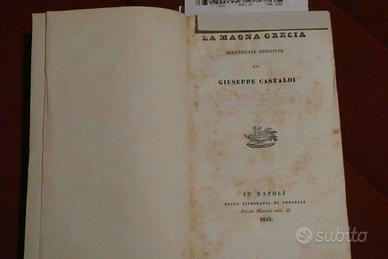 LA MAGNA GRECIA
BREVEMENTE DESCRITTA
DA
GIUSEPPE CASTALDI
IN NAPOLI
DALLA TIPOGRAFIA DI PORCELLI
1842.
subito